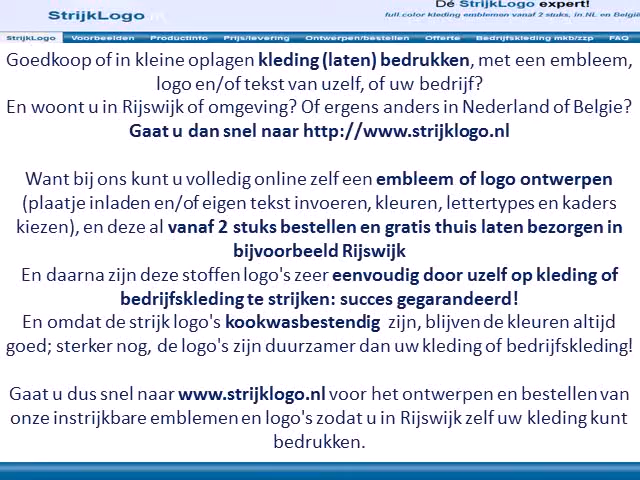 StrijkLogo
Dé StrijkLogo expert!
full.color kleding emblemen vanaf 2 stuks, in.NL en België
StrijkLogo Voorbeelden Productinfo Prijs/levering Ontwerpen/bestellen Offerte Bedrijfskleding mkb/zzp FAQ
Goedkoop of in kleine oplagen kleding (laten) bedrukken, met een embleem,
logo en/of tekst van uzelf, of uw bedrijf?
En woont u in Rijswijk of omgeving? Of ergens anders in Nederland of Belgie?
Gaat u dan snel naar http://www.strijklogo.nl
Want bij ons kunt u volledig online zelf een embleem of logo ontwerpen
(plaatje inladen en/of eigen tekst invoeren, kleuren, lettertypes en kaders
kiezen), en deze al vanaf 2 stuks bestellen en gratis thuis laten bezorgen in
bijvoorbeeld Rijswijk
En daarna zijn deze stoffen logo's zeer eenvoudig door uzelf op kleding of
bedrijfskleding te strijken: succes gegarandeerd!
En omdat de strijk logo's kookwasbestendig zijn, blijven de kleuren altijd
goed; sterker nog, de logo's zijn duurzamer dan uw kleding of bedrijfskleding!
Gaat u dus snel naar www.strijklogo.nl voor het ontwerpen en bestellen van
onze instrijkbare emblemen en logo's zodat u in Rijswijk zelf uw kleding kunt
bedrukken.